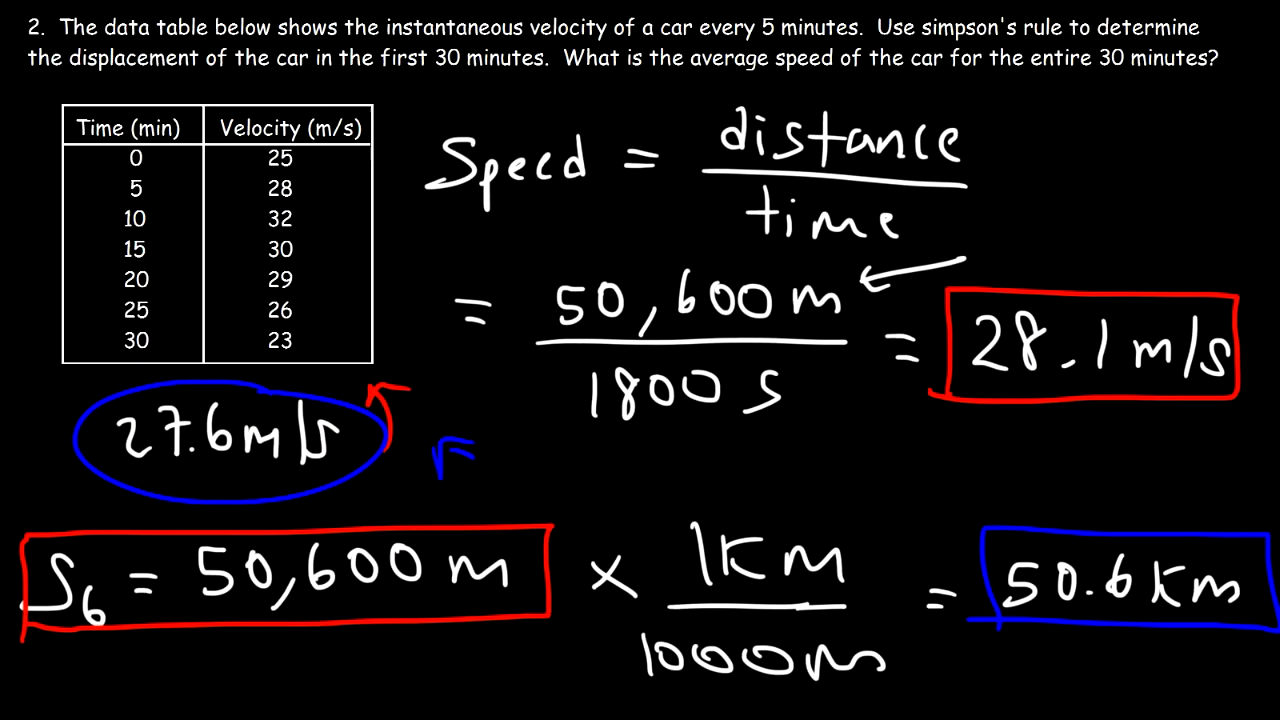 2. The data table below shows the instantaneous velocity of a car every 5 minutes. Use simpson's rule to determine
the displacement of the car in the first 30 minutes. What is the average speed of the car for the entire 30 minutes?
Time (min) Velocity (m/s)
0 25
5 28
10 32
15 30
20 29
25 26
30 23
Speed = distance / time
= 50,600 m / 1800 s = 28.1 m/s
27.6 m/s
S6 = 50,600 m × 1 KM / 1000 m = 50.6 Km